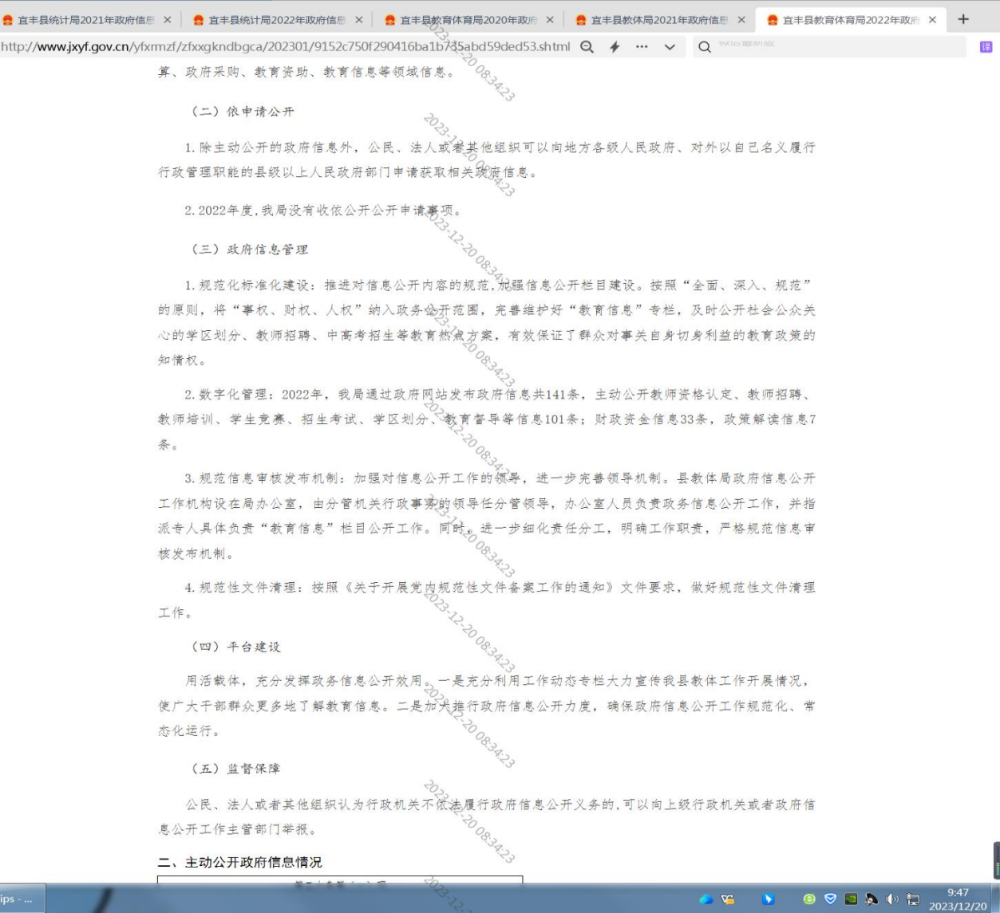 宜丰县统计局2021年政府信息 × 宜丰县统计局2022年政府信息 × 宜丰县教育体育局2020年政府 × 宜丰县教体局2021年政府信息 × 宜丰县教育体育局2022年政府 × +
http://www.jxyf.gov.cn/yfxrmzf/zfxxgkndbgca/202301/9152c750f290416ba1b735abd59ded53.shtml 译
算、政府采购、教育资助、教育信息等领域信息。
（二）依申请公开
1.除主动公开的政府信息外，公民、法人或者其他组织可以向地方各级人民政府、对外以自己名义履行
行政管理职能的县级以上人民政府部门申请获取相关政府信息。
2.2022年度,我局没有收依公开公开申请事项。
（三）政府信息管理
1.规范化标准化建设：推进对信息公开内容的规范,加强信息公开栏目建设。按照“全面、深入、规范”
的原则，将“事权、财权、人权”纳入政务公开范围，完善维护好“教育信息”专栏，及时公开社会公众关
心的学区划分、教师招聘、中高考招生等教育热点方案，有效保证了群众对事关自身切身利益的教育政策的
知情权。
2.数字化管理：2022年，我局通过政府网站发布政府信息共141条，主动公开教师资格认定、教师招聘、
教师培训、学生竞赛、招生考试、学区划分、教育督导等信息101条；财政资金信息33条，政策解读信息7
条。
3.规范信息审核发布机制：加强对信息公开工作的领导，进一步完善领导机制。县教体局政府信息公开
工作机构设在局办公室，由分管机关行政事务的领导任分管领导，办公室人员负责政务信息公开工作，并指
派专人具体负责“教育信息”栏目公开工作。同时，进一步细化责任分工，明确工作职责，严格规范信息审
核发布机制。
4.规范性文件清理：按照《关于开展党内规范性文件备案工作的通知》文件要求，做好规范性文件清理
工作。
（四）平台建设
用活载体，充分发挥政务信息公开效用。一是充分利用工作动态专栏大力宣传我县教体工作开展情况，
使广大干部群众更多地了解教育信息。二是加大推行政府信息公开力度，确保政府信息公开工作规范化、常
态化运行。
（五）监督保障
公民、法人或者其他组织认为行政机关不依法履行政府信息公开义务的,可以向上级行政机关或者政府信
息公开工作主管部门举报。
二、主动公开政府信息情况
2023-12-20 08:34:23
2023-12-20 08:34:23
2023-12-20 08:34:23
2023-12-20 08:34:23
2023-12-20 08:34:23
2023-12-20 08:34:23
2023-12-20 08:34:23
2023-12-20 08:34:23
2023-12-20 08:34:23
2023-12-20
ips - ...
9:47
2023/12/20